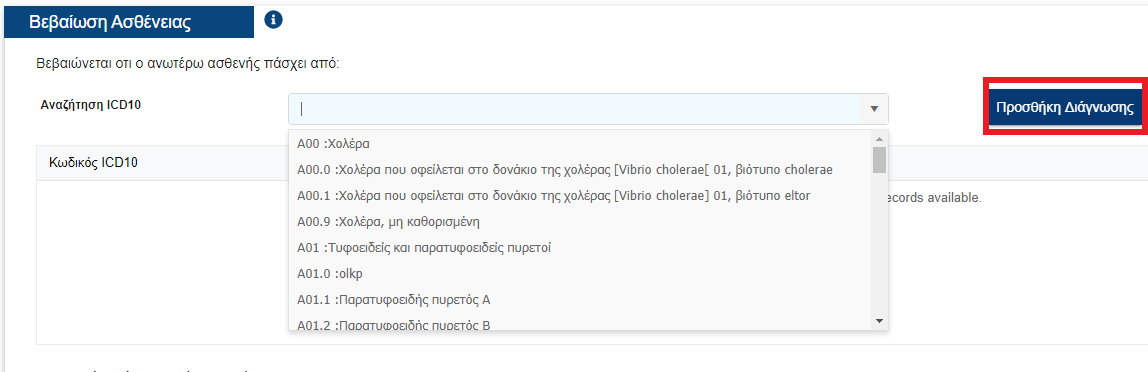 Βεβαίωση Ασθένειας
Βεβαιώνεται οτι ο ανωτέρω ασθενής πάσχει από:
Αναζήτηση ICD10
Προσθήκη Διάγνωσης
Κωδικός ICD10
A00 :Χολέρα
A00.0 :Χολέρα που οφείλεται στο δονάκιο της χολέρας [Vibrio cholerae[ 01, βιότυπο cholerae
A00.1 :Χολέρα που οφείλεται στο δονάκιο της χολέρας [Vibrio cholerae] 01, βιότυπο eltor
ecords available.
A00.9 :Χολέρα, μη καθορισμένη
A01 :Τυφοειδείς και παρατυφοειδείς πυρετοί
A01.0 :olkp
A01.1 :Παρατυφοειδής πυρετός A
A01.2 :Παρατυφοειδής πυρετός B